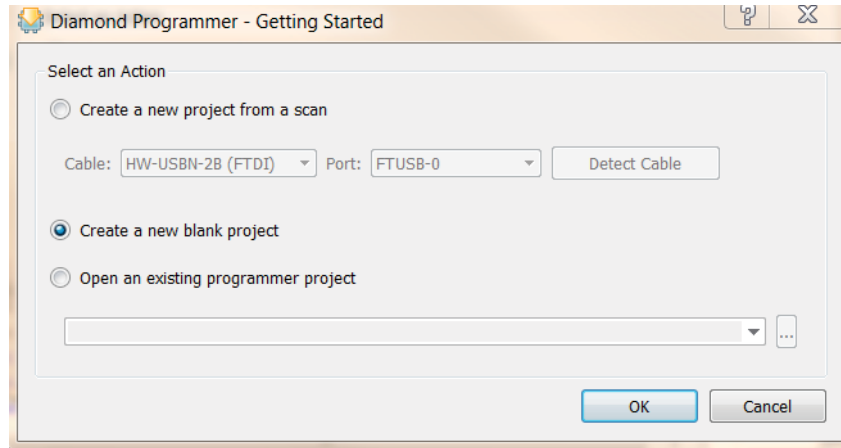 Diamond Programmer - Getting Started
Select an Action
Create a new project from a scan
Cable: HW-USBN-2B (FTDI) Port: FTUSB-0 Detect Cable
Create a new blank project
Open an existing programmer project
...
OK Cancel